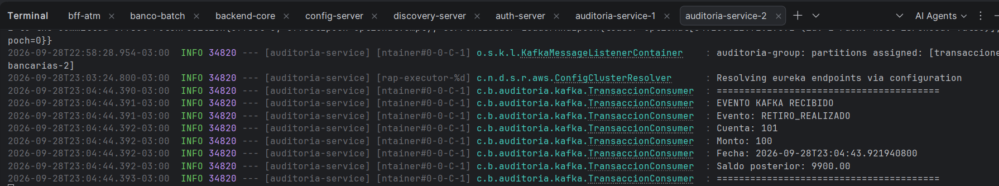 Terminal bff-atm × banco-batch × backend-core × config-server × discovery-server × auth-server × auditoria-service-1 × auditoria-service-2 × AI Agents
poch=0}}
2026-09-28T22:58:28.954-03:00 INFO 34820 --- [auditoria-service] [ntainer#0-0-C-1] o.s.k.l.KafkaMessageListenerContainer : auditoria-group: partitions assigned: [transaccione
bancarias-2]
2026-09-28T23:03:24.800-03:00 INFO 34820 --- [auditoria-service] [rap-executor-%d] c.n.d.s.r.aws.ConfigClusterResolver : Resolving eureka endpoints via configuration
2026-09-28T23:04:44.390-03:00 INFO 34820 --- [auditoria-service] [ntainer#0-0-C-1] c.b.auditoria.kafka.TransaccionConsumer : ========================================
2026-09-28T23:04:44.391-03:00 INFO 34820 --- [auditoria-service] [ntainer#0-0-C-1] c.b.auditoria.kafka.TransaccionConsumer : EVENTO KAFKA RECIBIDO
2026-09-28T23:04:44.391-03:00 INFO 34820 --- [auditoria-service] [ntainer#0-0-C-1] c.b.auditoria.kafka.TransaccionConsumer : Evento: RETIRO_REALIZADO
2026-09-28T23:04:44.392-03:00 INFO 34820 --- [auditoria-service] [ntainer#0-0-C-1] c.b.auditoria.kafka.TransaccionConsumer : Cuenta: 101
2026-09-28T23:04:44.392-03:00 INFO 34820 --- [auditoria-service] [ntainer#0-0-C-1] c.b.auditoria.kafka.TransaccionConsumer : Monto: 100
2026-09-28T23:04:44.392-03:00 INFO 34820 --- [auditoria-service] [ntainer#0-0-C-1] c.b.auditoria.kafka.TransaccionConsumer : Fecha: 2026-09-28T23:04:43.921940800
2026-09-28T23:04:44.392-03:00 INFO 34820 --- [auditoria-service] [ntainer#0-0-C-1] c.b.auditoria.kafka.TransaccionConsumer : Saldo posterior: 9900.00
2026-09-28T23:04:44.393-03:00 INFO 34820 --- [auditoria-service] [ntainer#0-0-C-1] c.b.auditoria.kafka.TransaccionConsumer : ========================================